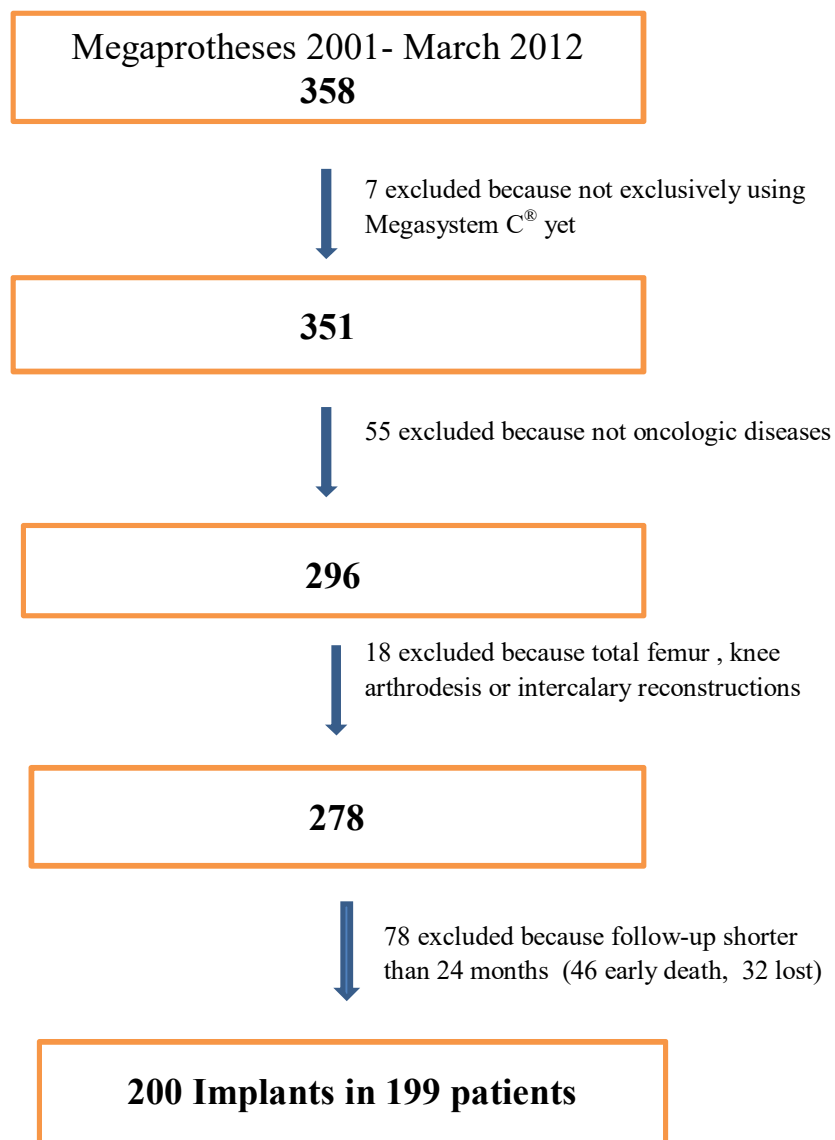 Megaprotheses 2001- March 2012
358
7 excluded because not exclusively using
Megasystem C® yet
351
55 excluded because not oncologic diseases
296
18 excluded because total femur , knee
arthrodesis or intercalary reconstructions
278
78 excluded because follow-up shorter
than 24 months (46 early death, 32 lost)
200 Implants in 199 patients